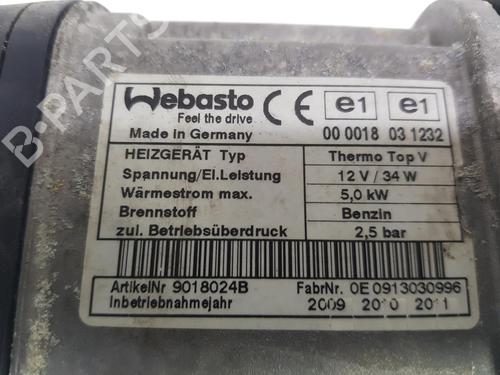 Webasto
Feel the drive
CE e1 e1
Made in Germany 00 0018 03 1232
HEIZGERÄT Typ Thermo Top V
Spannung/El.Leistung 12 V / 34 W
Wärmestrom max. 5,0 kW
Brennstoff Benzin
zul. Betriebsüberdruck 2,5 bar
ArtikelNr 9018024B FabrNr. 0E 0913030996
Inbetriebnahmejahr 2009 2010 2011
B-PARTS